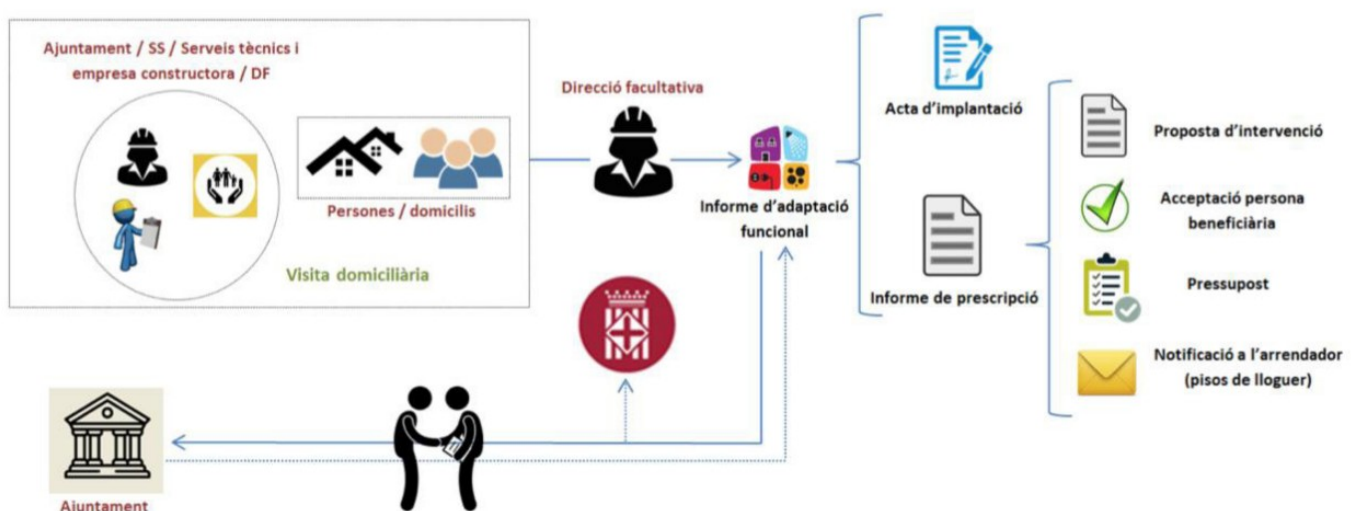 Ajuntament / SS / Serveis tècnics i
empresa constructora / DF
Persones / domicilis
Visita domiciliària
Direcció facultativa
Informe d'adaptació
funcional
Acta d'implantació
Informe de prescripció
Proposta d'intervenció
Acceptació persona
beneficiària
Pressupost
Notificació a l'arrendador
(pisos de lloguer)
Ajuntament